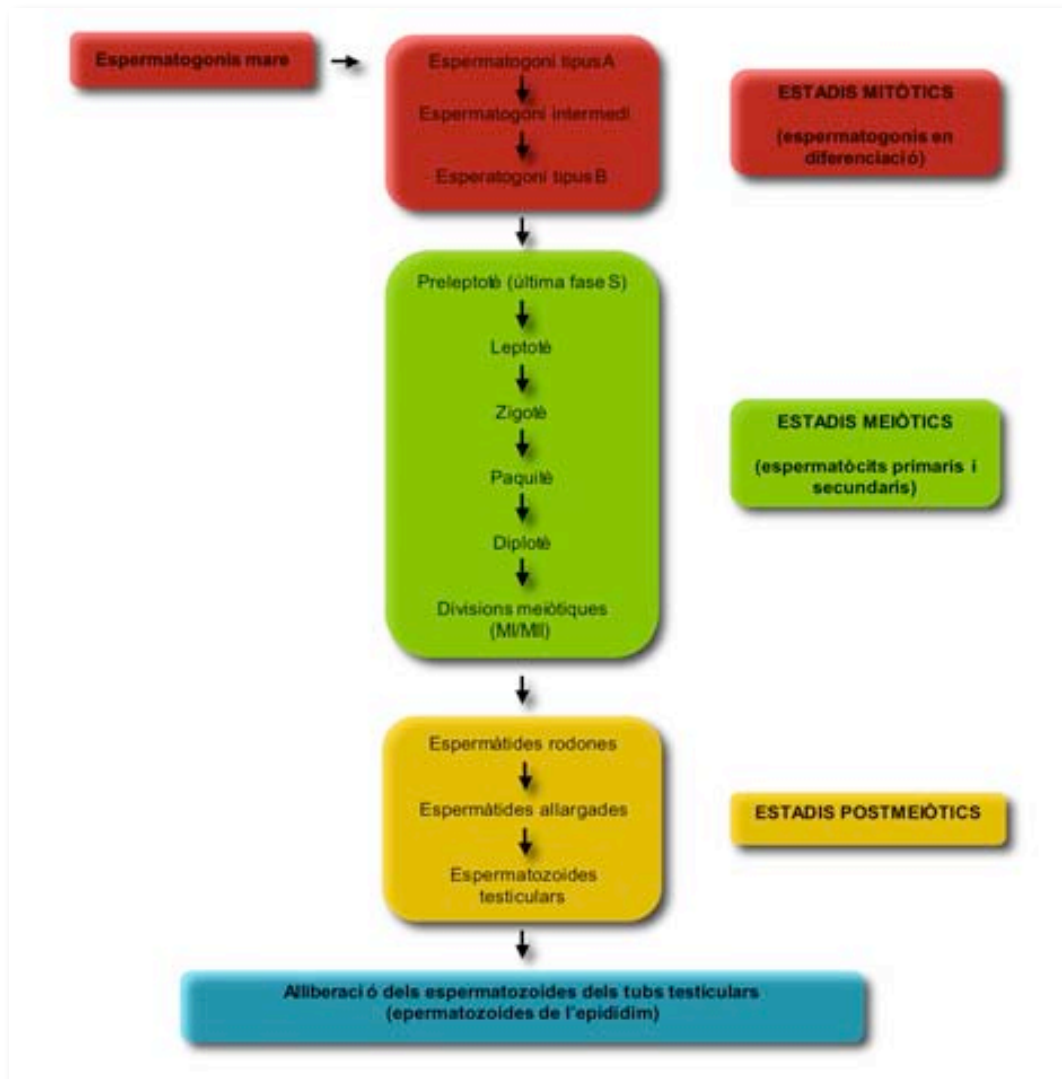 Espermatogonis mare
Espermatogoni tipus A
Espermatogoni intermedi
Esperatogoni tipus B
ESTADIS MITÒTICS
(espermatogonis en
diferenciació)
Preleptotè (última fase S)
Leptotè
Zigotè
Paquitè
Diplotè
Divisions meiòtiques
(MI/MII)
ESTADIS MEIÒTICS
(espermatòcits primaris i
secundaris)
Espermàtides rodones
Espermàtides allargades
Espermatozoides
testiculars
ESTADIS POSTMEIÒTICS
Alliberació dels espermatozoides dels tubs testiculars
(epermatozoides de l'epidídim)